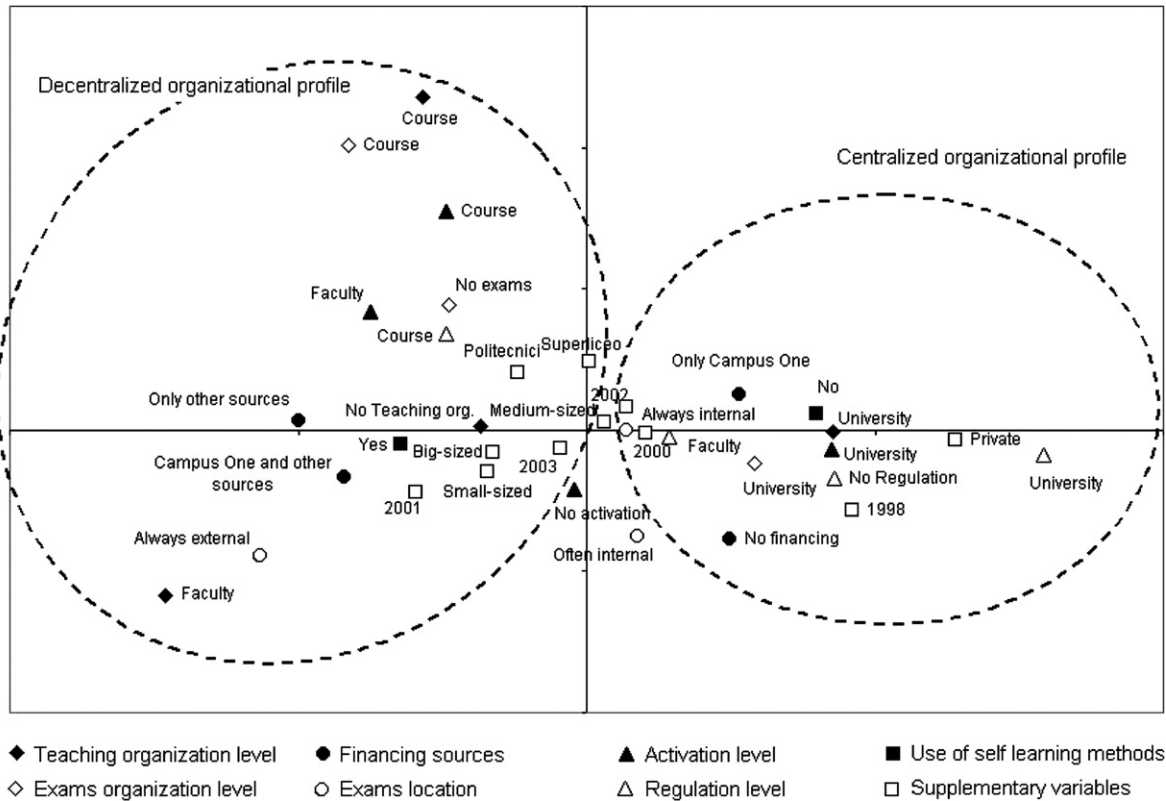 Decentralized organizational profile
Course
Course
Centralized organizational profile
Course
No exams
Faculty
Course
Superliceo
Politecnici
Only Campus One
No
2002
Only other sources
No Teaching org.
Medium-sized
Always internal
University
Yes
Big-sized
Faculty
Private
2003
2000
University
Campus One and other
sources
Small-sized
University
No Regulation
University
2001
No activation
1998
Always external
Often internal
No financing
Faculty
Teaching organization level
Financing sources
Activation level
Use of self learning methods
Exams organization level
Exams location
Regulation level
Supplementary variables